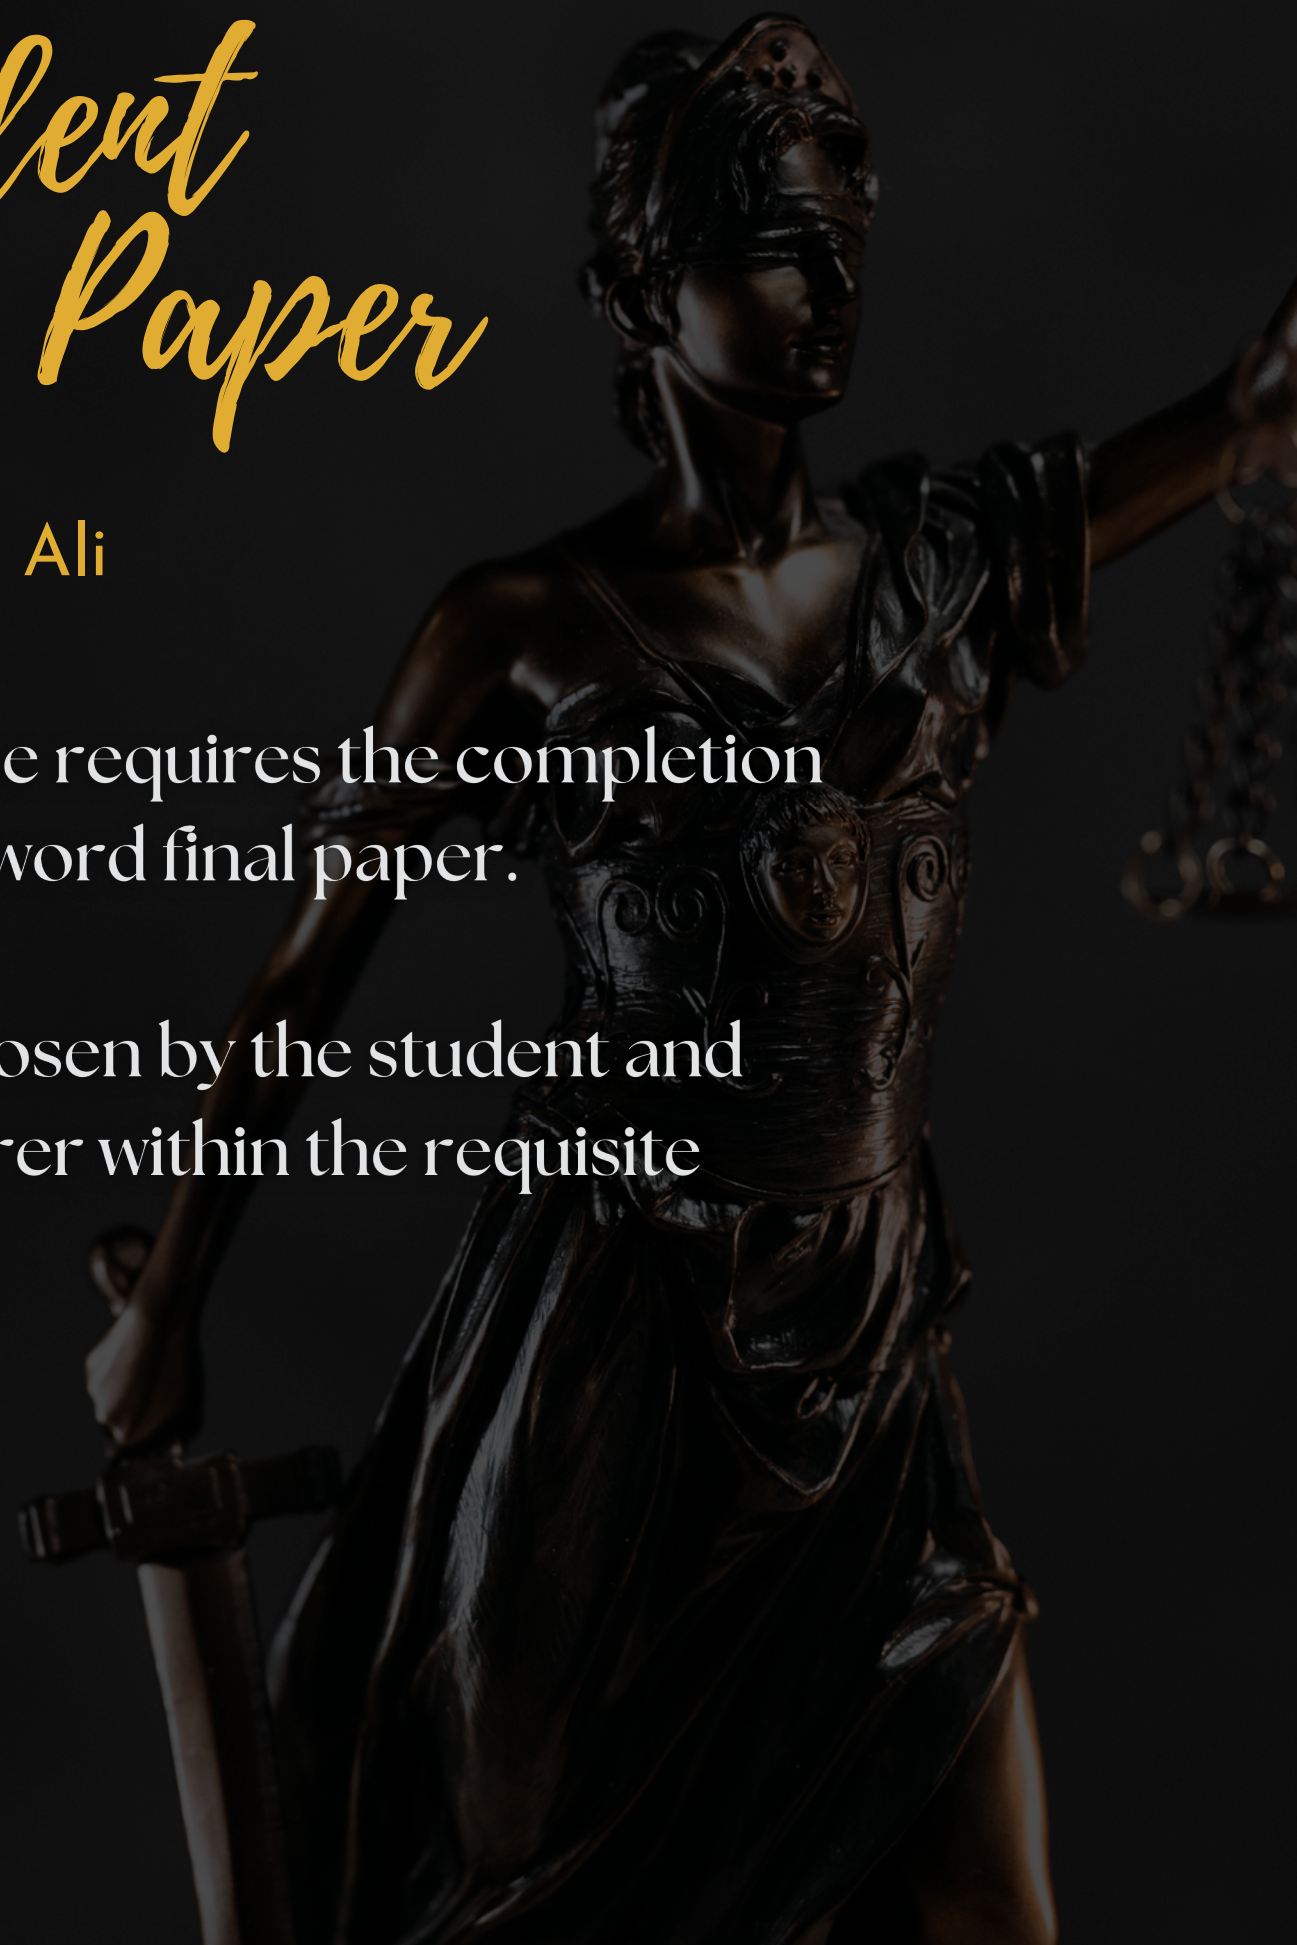 lent
Paper
Ali
e requires the completion
word final paper.
osen by the student and
rer within the requisite